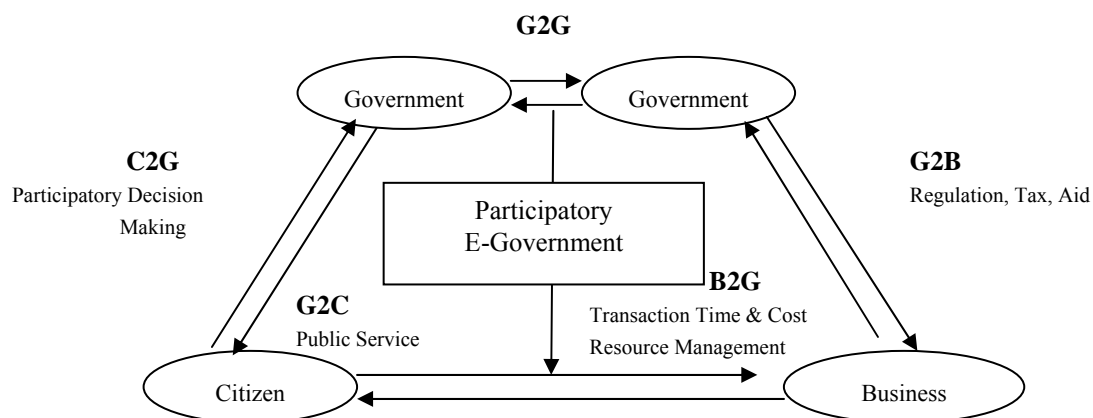 G2G
Government
Government
C2G
Participatory Decision
Making
G2B
Regulation, Tax, Aid
Participatory
E-Government
B2G
Transaction Time & Cost
Resource Management
G2C
Public Service
Citizen
Business